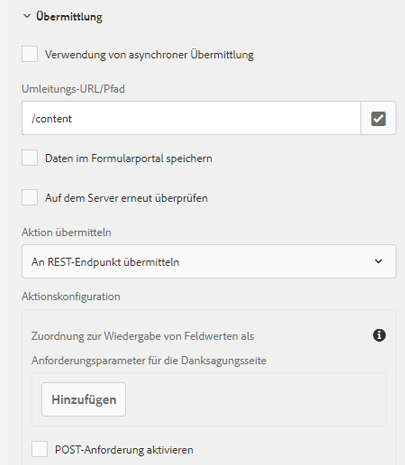 Übermittlung
Verwendung von asynchroner Übermittlung
Umleitungs-URL/Pfad
/content
Daten im Formularportal speichern
Auf dem Server erneut überprüfen
Aktion übermitteln
An REST-Endpunkt übermitteln
Aktionskonfiguration
Zuordnung zur Wiedergabe von Feldwerten als
Anforderungsparameter für die Danksagungsseite
Hinzufügen
POST-Anforderung aktivieren